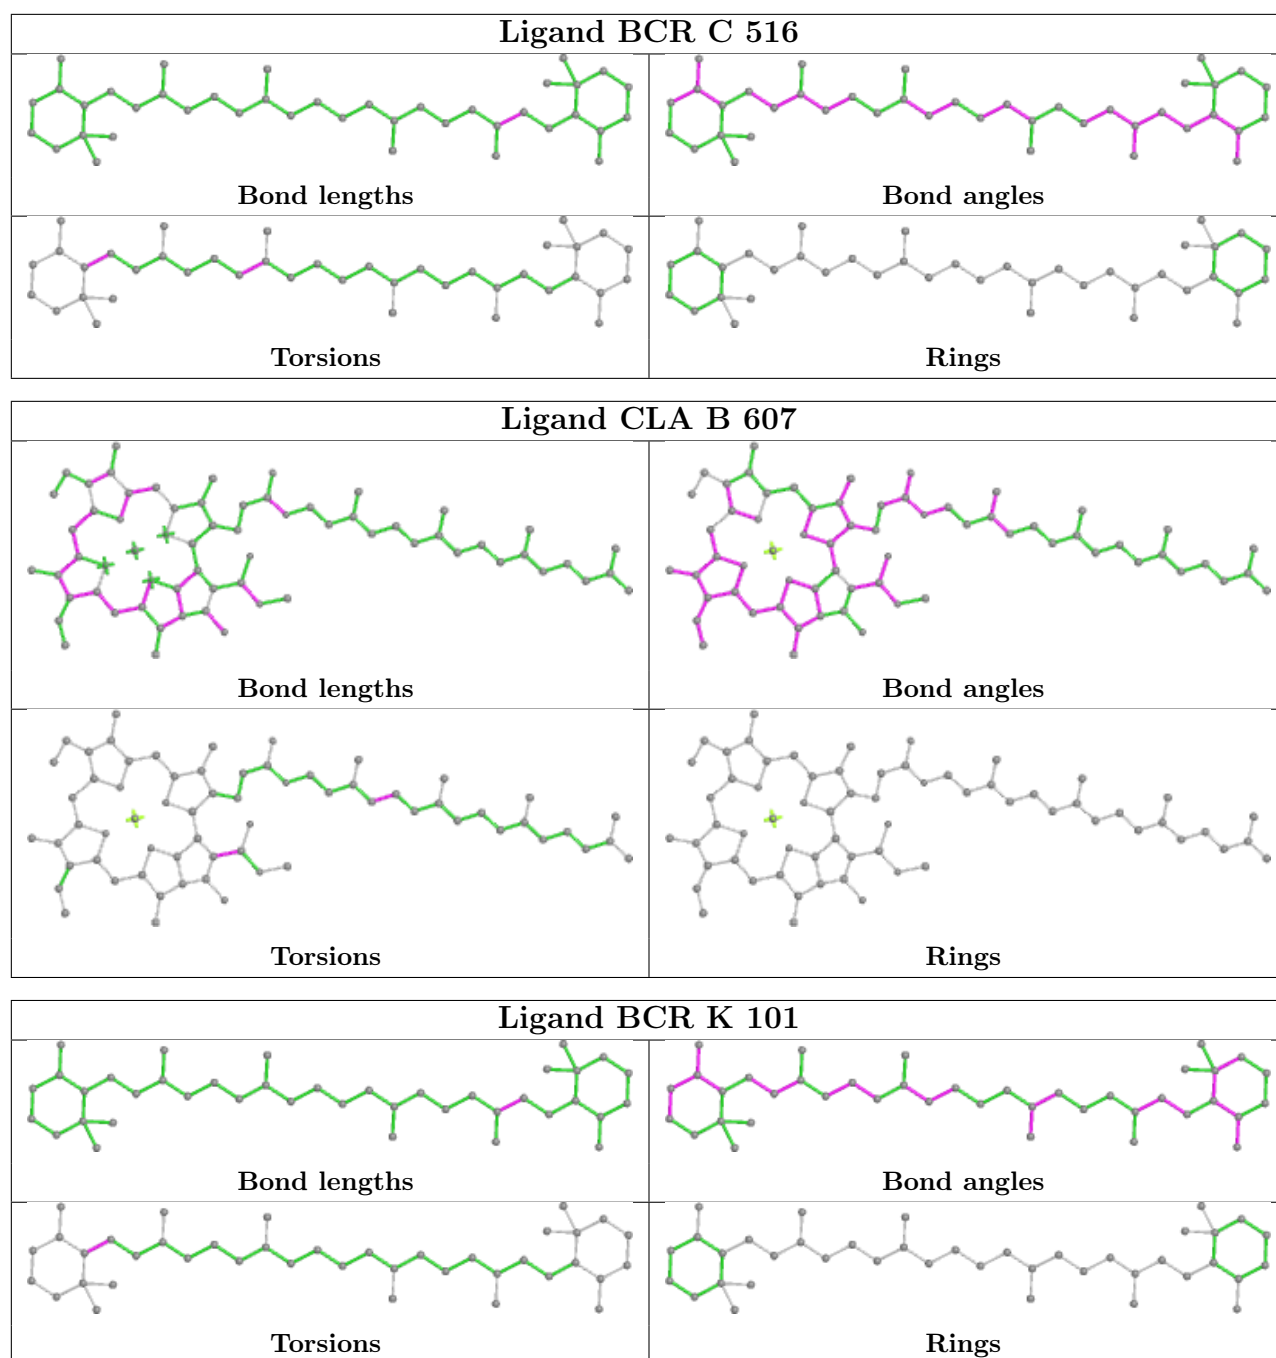 Ligand BCR C 516
Bond lengths
Bond angles
Torsions
Rings
Ligand CLA B 607
Bond lengths
Bond angles
Torsions
Rings
Ligand BCR K 101
Bond lengths
Bond angles
Torsions
Rings